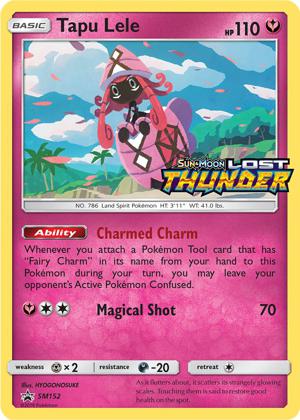 BASIC
Tapu Lele HP 110
SUN & MOON LOST
THUNDER
NO. 786 Land Spirit Pokémon HT: 3'11" WT: 41.0 lbs.
Ability Charmed Charm
Whenever you attach a Pokémon Tool card that has
"Fairy Charm" in its name from your hand to this
Pokémon during your turn, you may leave your
opponent's Active Pokémon Confused.
Magical Shot 70
weakness ×2 resistance -20 retreat
Illus. HYOGONOSUKE
SM152
©2018 Pokémon
As it flutters about, it scatters its strangely glowing
scales. Touching them is said to restore good
health on the spot.